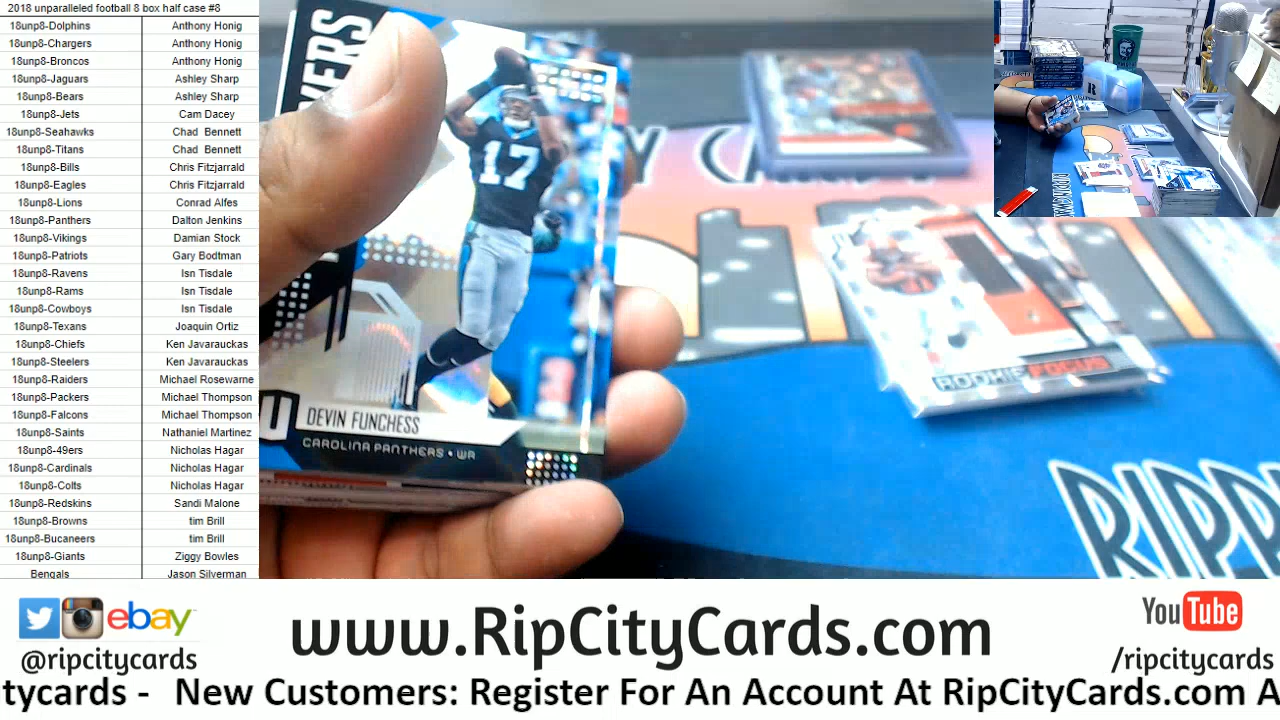 2018 unparalleled football 8 box half case #8
18unp8-Dolphins Anthony Honig
18unp8-Chargers Anthony Honig
18unp8-Broncos Anthony Honig
18unp8-Jaguars Ashley Sharp
18unp8-Bears Ashley Sharp
18unp8-Jets Cam Dacey
18unp8-Seahawks Chad Bennett
18unp8-Titans Chad Bennett
18unp8-Bills Chris Fitzjarrald
18unp8-Eagles Chris Fitzjarrald
18unp8-Lions Conrad Alfes
18unp8-Panthers Dalton Jenkins
18unp8-Vikings Damian Stock
18unp8-Patriots Gary Bodtman
18unp8-Ravens Isn Tisdale
18unp8-Rams Isn Tisdale
18unp8-Cowboys Isn Tisdale
18unp8-Texans Joaquin Ortiz
18unp8-Chiefs Ken Javarauckas
18unp8-Steelers Ken Javarauckas
18unp8-Raiders Michael Rosewarne
18unp8-Packers Michael Thompson
18unp8-Falcons Michael Thompson
18unp8-Saints Nathaniel Martinez
18unp8-49ers Nicholas Hagar
18unp8-Cardinals Nicholas Hagar
18unp8-Colts Nicholas Hagar
18unp8-Redskins Sandi Malone
18unp8-Browns tim Brill
18unp8-Bucaneers tim Brill
18unp8-Giants Ziggy Bowles
Bengals Jason Silverman
17
DEVIN FUNCHESS
CAROLINA PANTHERS • WR
ROOKIE FOCUS
RIPP
ebay
@ripcitycards
www.RipCityCards.com
YouTube
/ripcitycards
tycards - New Customers: Register For An Account At RipCityCards.com A